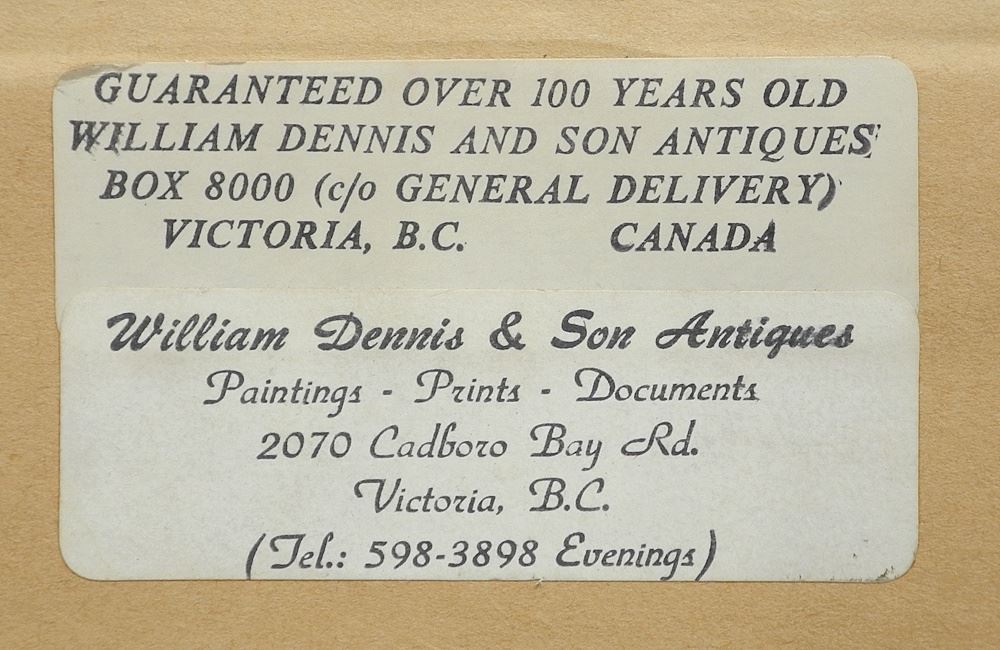 GUARANTEED OVER 100 YEARS OLD
WILLIAM DENNIS AND SON ANTIQUES
BOX 8000 (c/o GENERAL DELIVERY)
VICTORIA, B.C. CANADA
William Dennis & Son Antiques
Paintings - Prints - Documents
2070 Cadboro Bay Rd.
Victoria, B.C.
(Tel.: 598-3898 Evenings)